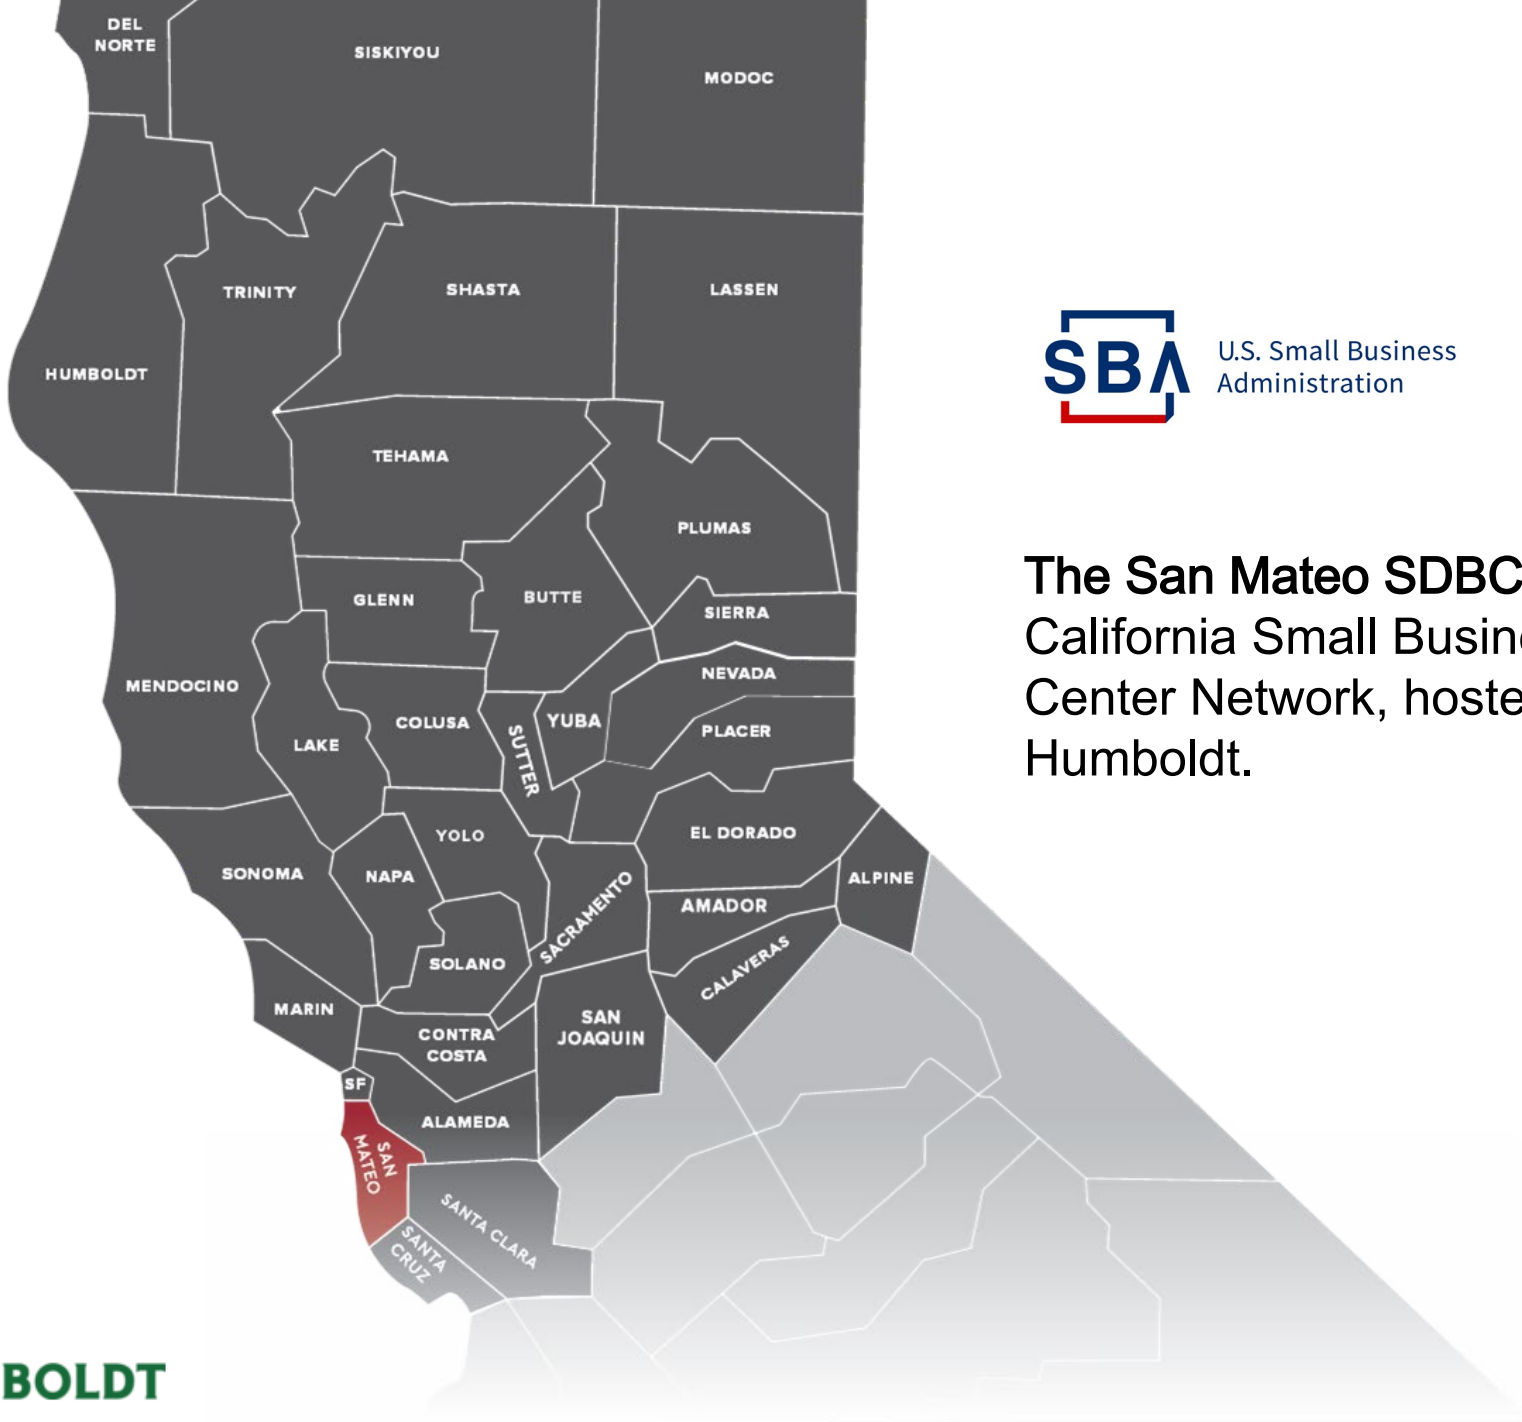 DEL
NORTE
SISKIYOU
MODOC
TRINITY
SHASTA
LASSEN
HUMBOLDT
TEHAMA
PLUMAS
GLENN
BUTTE
SIERRA
MENDOCINO
NEVADA
COLUSA
SUTTER
YUBA
PLACER
LAKE
YOLO
EL DORADO
SONOMA
NAPA
SACRAMENTO
ALPINE
AMADOR
SOLANO
CALAVERAS
MARIN
CONTRA
COSTA
SAN
JOAQUIN
SF
ALAMEDA
SAN
MATEO
SANTA CLARA
SANTA
CRUZ
SBA
U.S. Small Business
Administration
The San Mateo SDBC
California Small Busin
Center Network, hoste
Humboldt.
BOLDT